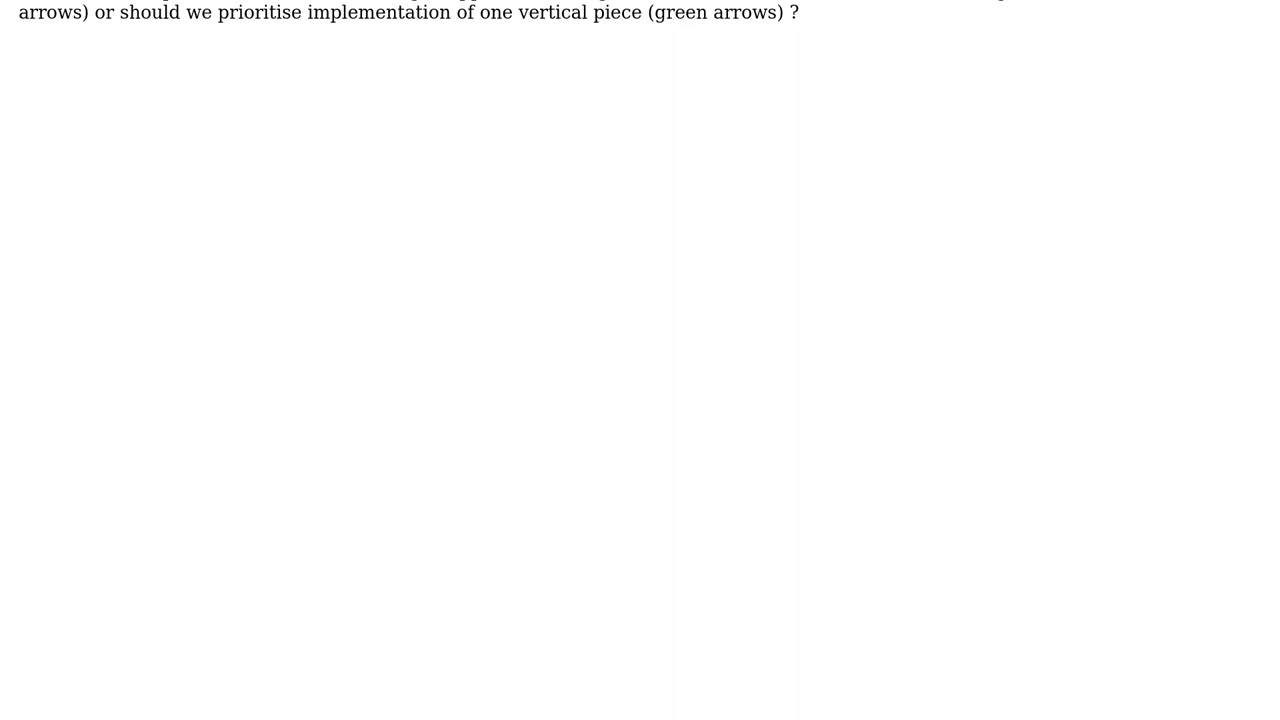 arrows) or should we prioritise implementation of one vertical piece (green arrows) ?